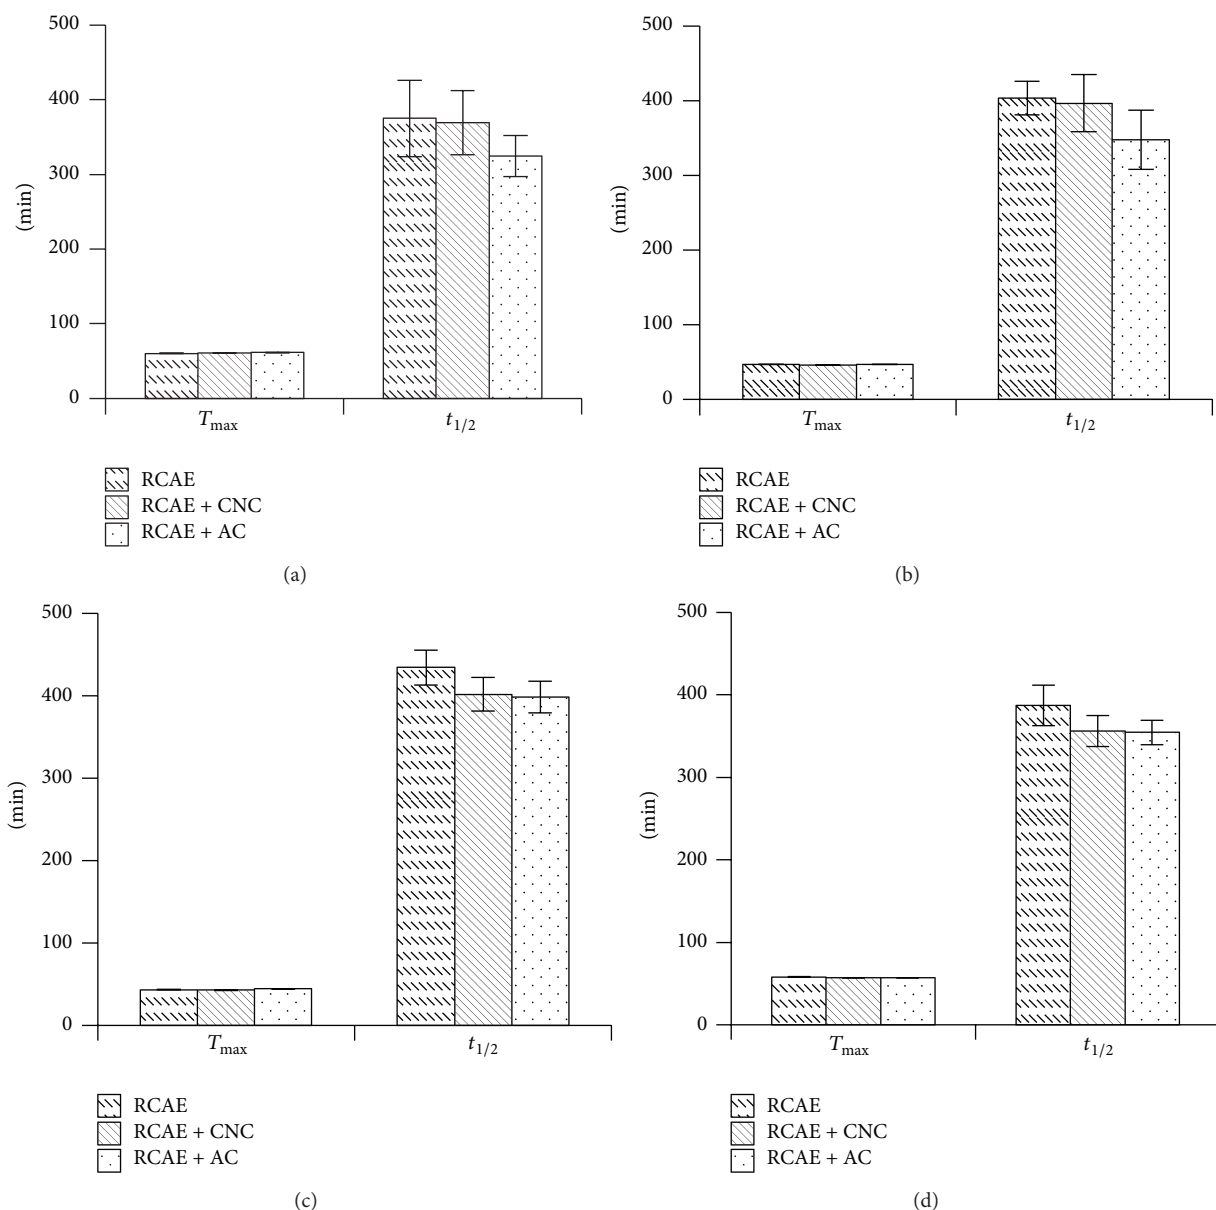 500
400
300
200
100
0
(min)
T_max
t_1/2
RCAE
RCAE + CNC
RCAE + AC
(a)
500
400
300
200
100
0
(min)
T_max
t_1/2
RCAE
RCAE + CNC
RCAE + AC
(b)
500
400
300
200
100
0
(min)
T_max
t_1/2
RCAE
RCAE + CNC
RCAE + AC
(c)
500
400
300
200
100
0
(min)
T_max
t_1/2
RCAE
RCAE + CNC
RCAE + AC
(d)